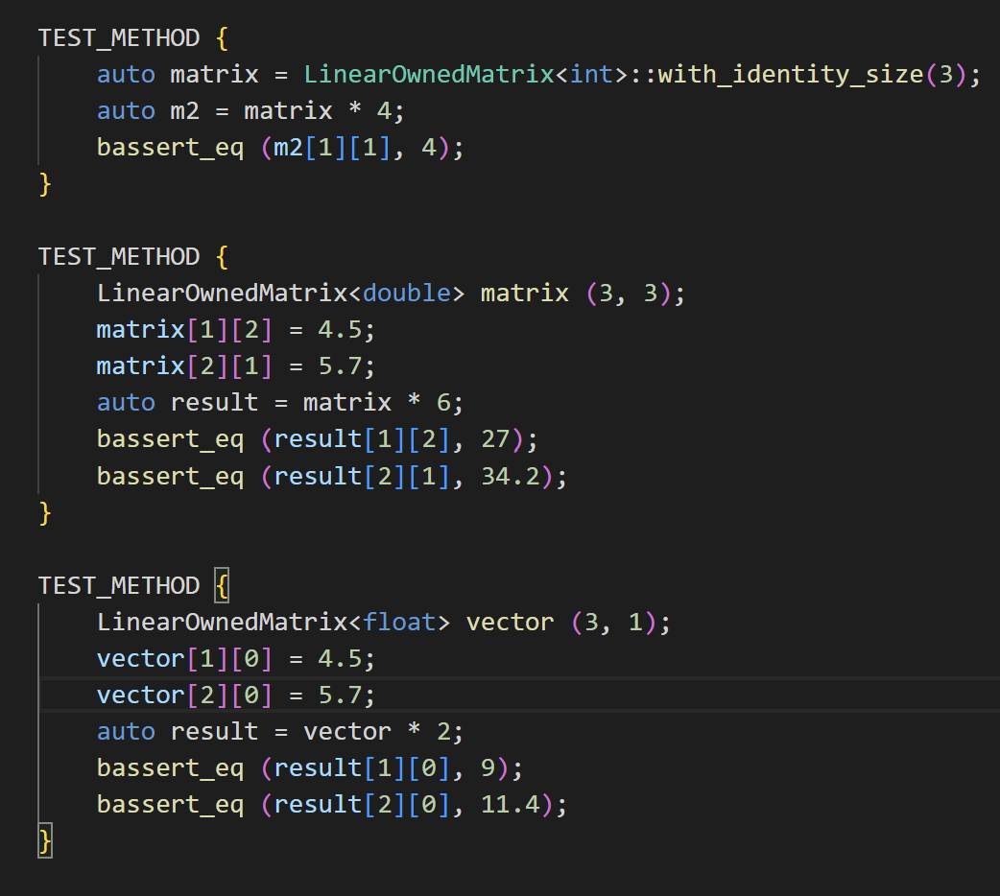 TEST_METHOD {
    auto matrix = LinearOwnedMatrix<int>::with_identity_size(3);
    auto m2 = matrix * 4;
    bassert_eq (m2[1][1], 4);
}
TEST_METHOD {
    LinearOwnedMatrix<double> matrix (3, 3);
    matrix[1][2] = 4.5;
    matrix[2][1] = 5.7;
    auto result = matrix * 6;
    bassert_eq (result[1][2], 27);
    bassert_eq (result[2][1], 34.2);
}
TEST_METHOD {
    LinearOwnedMatrix<float> vector (3, 1);
    vector[1][0] = 4.5;
    vector[2][0] = 5.7;
    auto result = vector * 2;
    bassert_eq (result[1][0], 9);
    bassert_eq (result[2][0], 11.4);
}